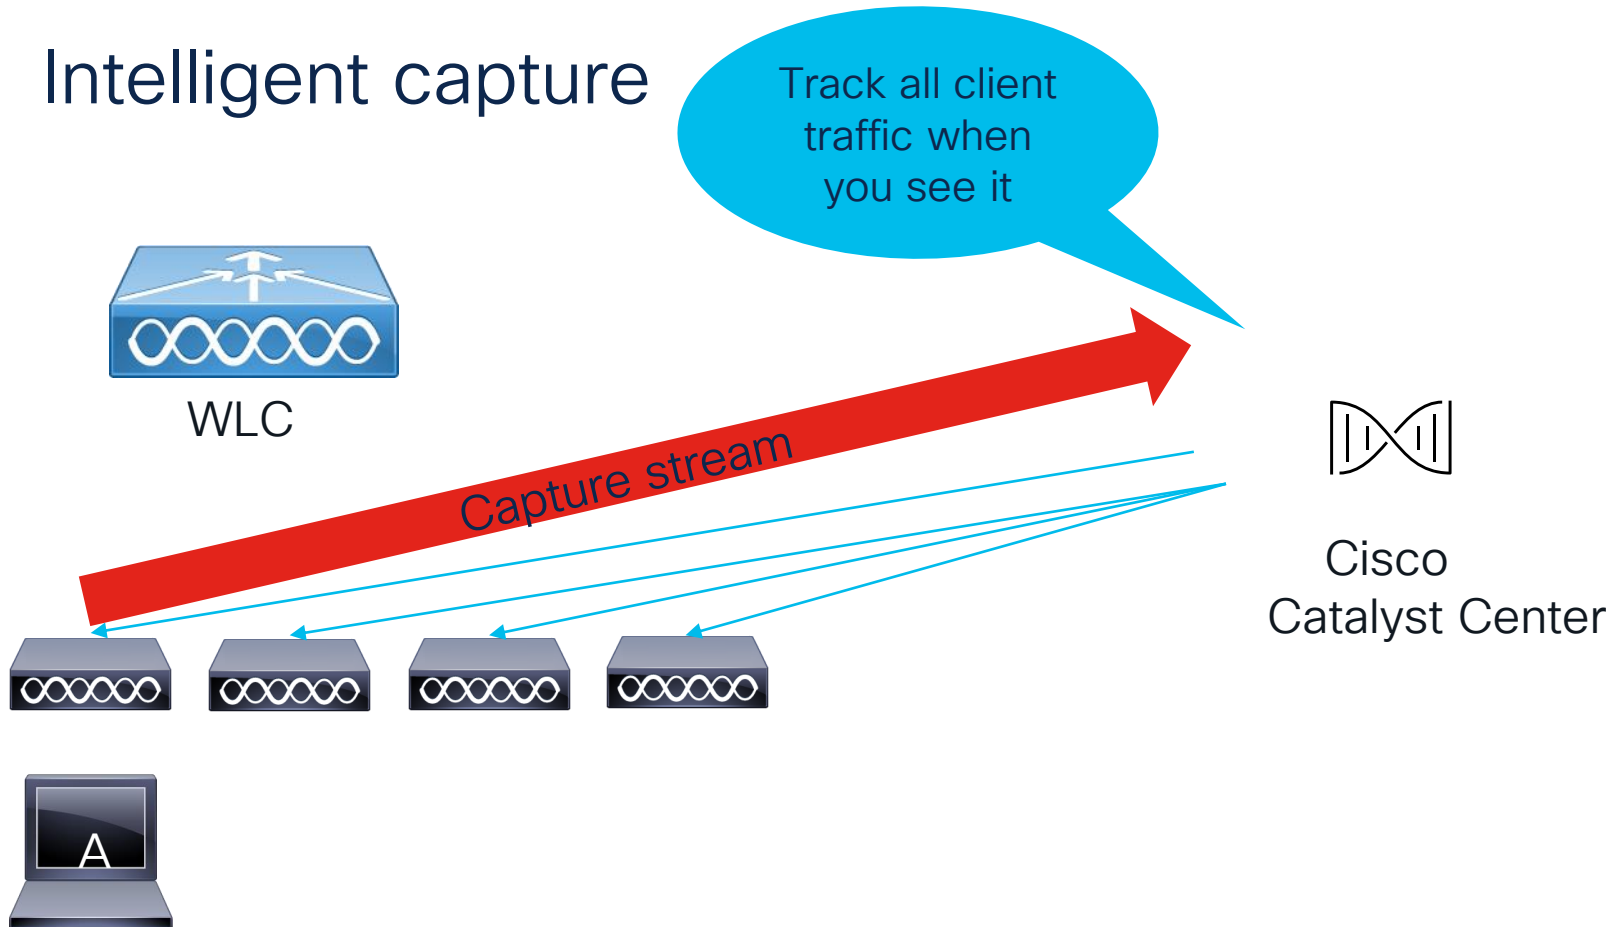 Intelligent capture
Track all client
traffic when
you see it
WLC
Capture stream
Cisco
Catalyst Center
A